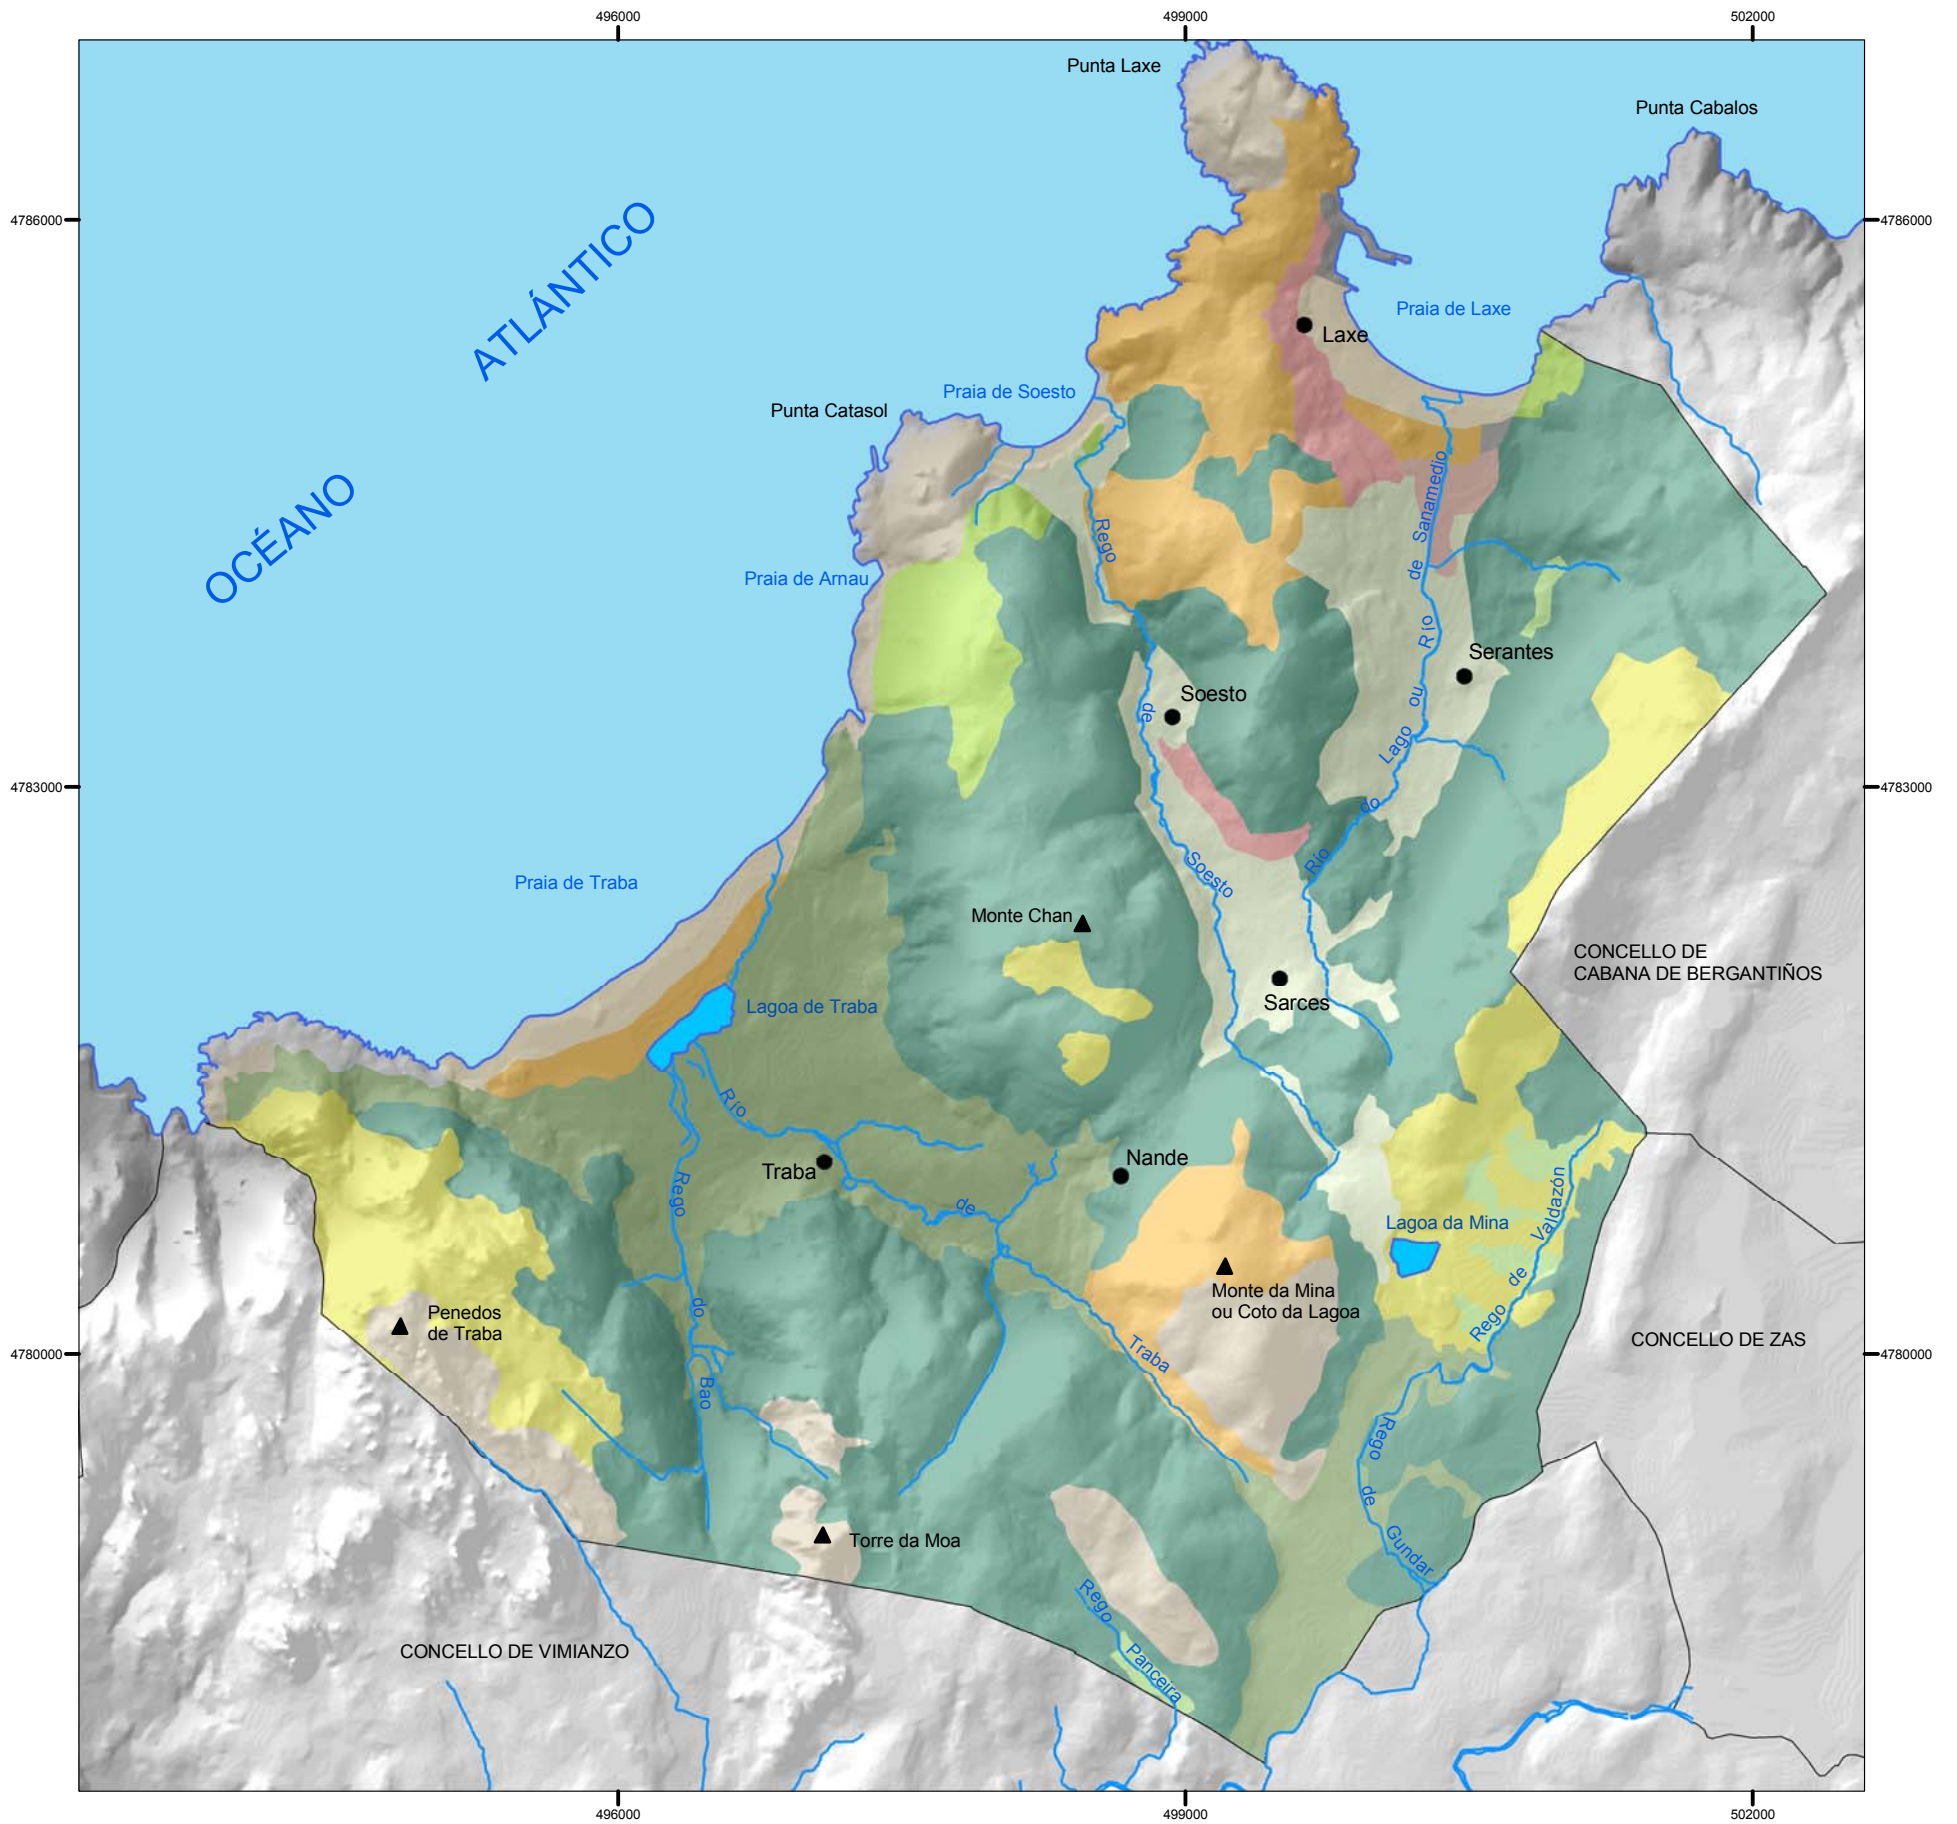 496000
499000
502000
Punta Laxe
Punta Cabalos
4786000
4786000
OCÉANO
ATLÁNTICO
Praia de Laxe
Laxe
Praia de Soesto
Punta Catasol
Praia de Arnau
Rego
de
Soesto
Río
do
Lago
ou
Río
de
Sanamedio
Serantes
Soesto
4783000
4783000
Praia de Traba
Monte Chan
CONCELLO DE
CABANA DE BERGANTIÑOS
Sarces
Lagoa de Traba
Río
de
Traba
Traba
Nande
Rego
do
Bao
Lagoa da Mina
Rego
de
Valdazón
Monte da Mina
ou Coto da Lagoa
Penedos
de Traba
CONCELLO DE ZAS
4780000
4780000
Rego
de
Gundar
Torre da Moa
Rego
Panceira
CONCELLO DE VIMIANZO
496000
499000
502000